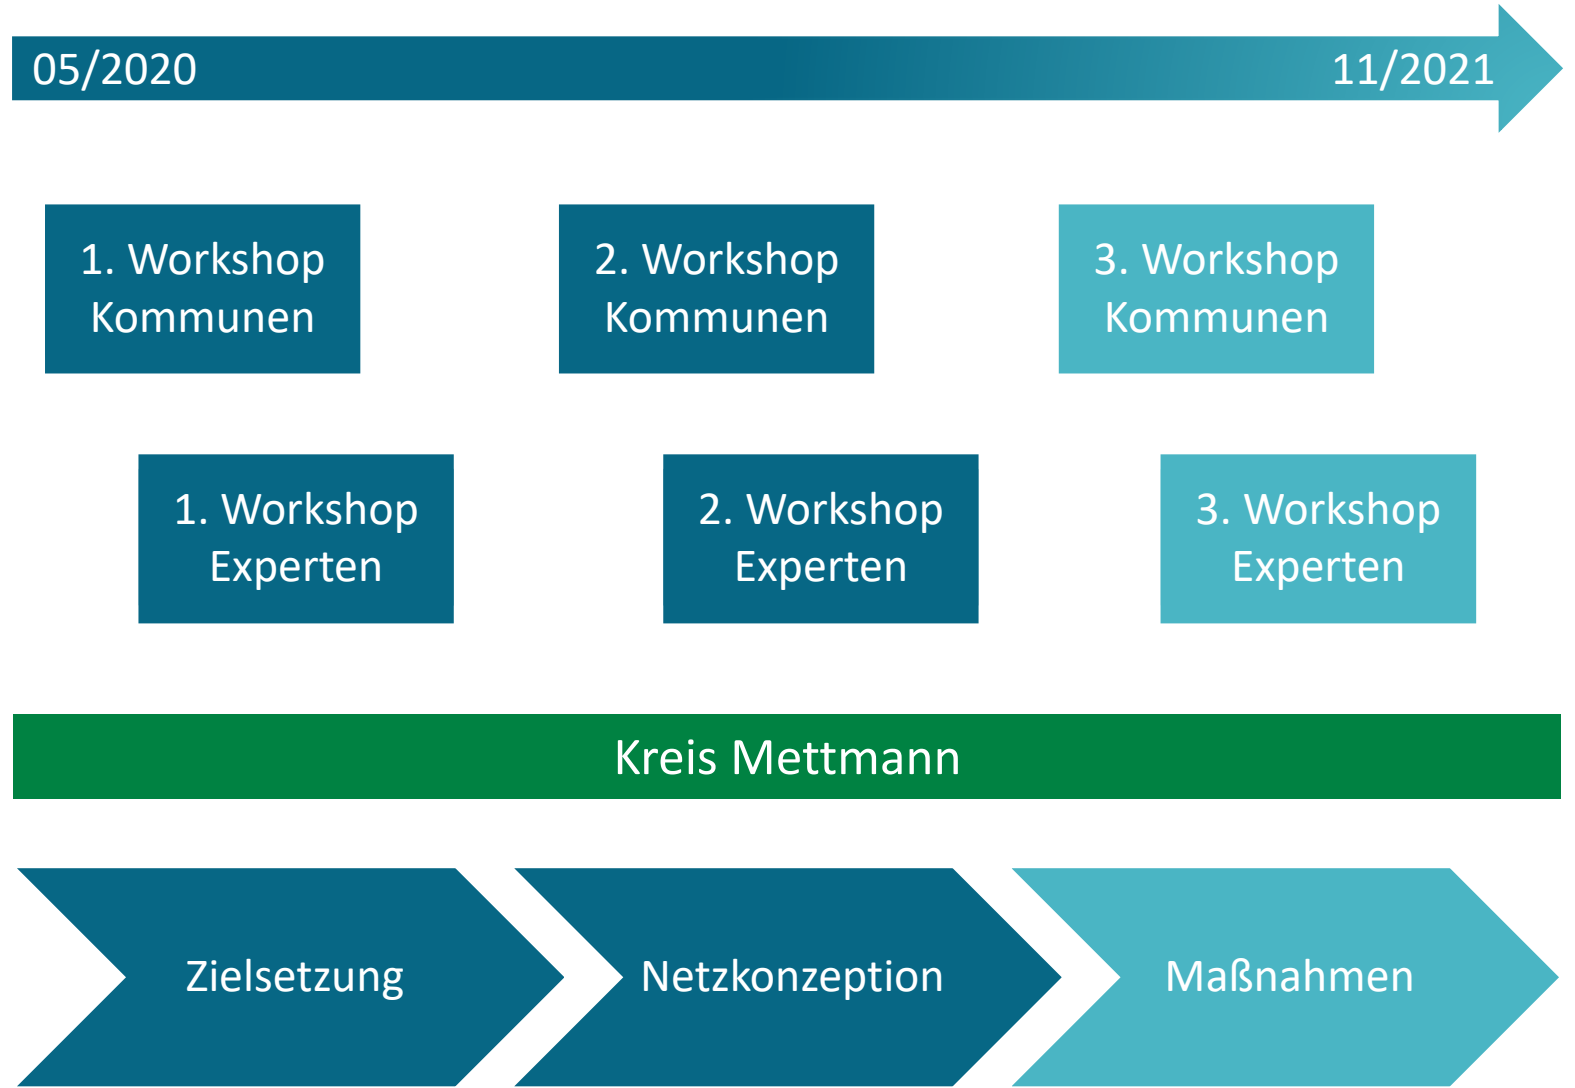 05/2020
11/2021
1. Workshop
Kommunen
2. Workshop
Kommunen
3. Workshop
Kommunen
1. Workshop
Experten
2. Workshop
Experten
3. Workshop
Experten
Kreis Mettmann
Zielsetzung
Netzkonzeption
Maßnahmen